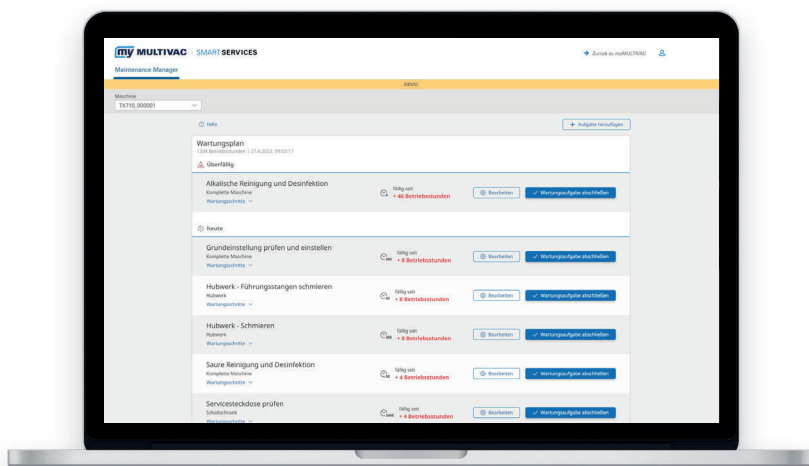 my MULTIVAC | SMART SERVICES
→ Zurück zu myMULTIVAC
Maintenance Manager
DEMO
Maschine
TX710_000001
Hilfe
+ Aufgabe hinzufügen
Wartungsplan
1204 Betriebsstunden | 27.4.2023, 09:03:17
Überfällig
Alkalische Reinigung und Desinfektion
Komplette Maschine
Wartungsschritte
fällig seit
+ 46 Betriebsstunden
Bearbeiten
Wartungsaufgabe abschließen
heute
Grundeinstellung prüfen und einstellen
Komplette Maschine
Wartungsschritte
fällig seit
+ 8 Betriebsstunden
Bearbeiten
Wartungsaufgabe abschließen
Hubwerk - Führungsstangen schmieren
Hubwerk
Wartungsschritte
fällig seit
+ 8 Betriebsstunden
Bearbeiten
Wartungsaufgabe abschließen
Hubwerk - Schmieren
Hubwerk
Wartungsschritte
fällig seit
+ 8 Betriebsstunden
Bearbeiten
Wartungsaufgabe abschließen
Saure Reinigung und Desinfektion
Komplette Maschine
Wartungsschritte
fällig seit
+ 4 Betriebsstunden
Bearbeiten
Wartungsaufgabe abschließen
Servicesteckdose prüfen
Schaltschrank
Wartungsschritte
fällig seit
+ 4 Betriebsstunden
Bearbeiten
Wartungsaufgabe abschließen